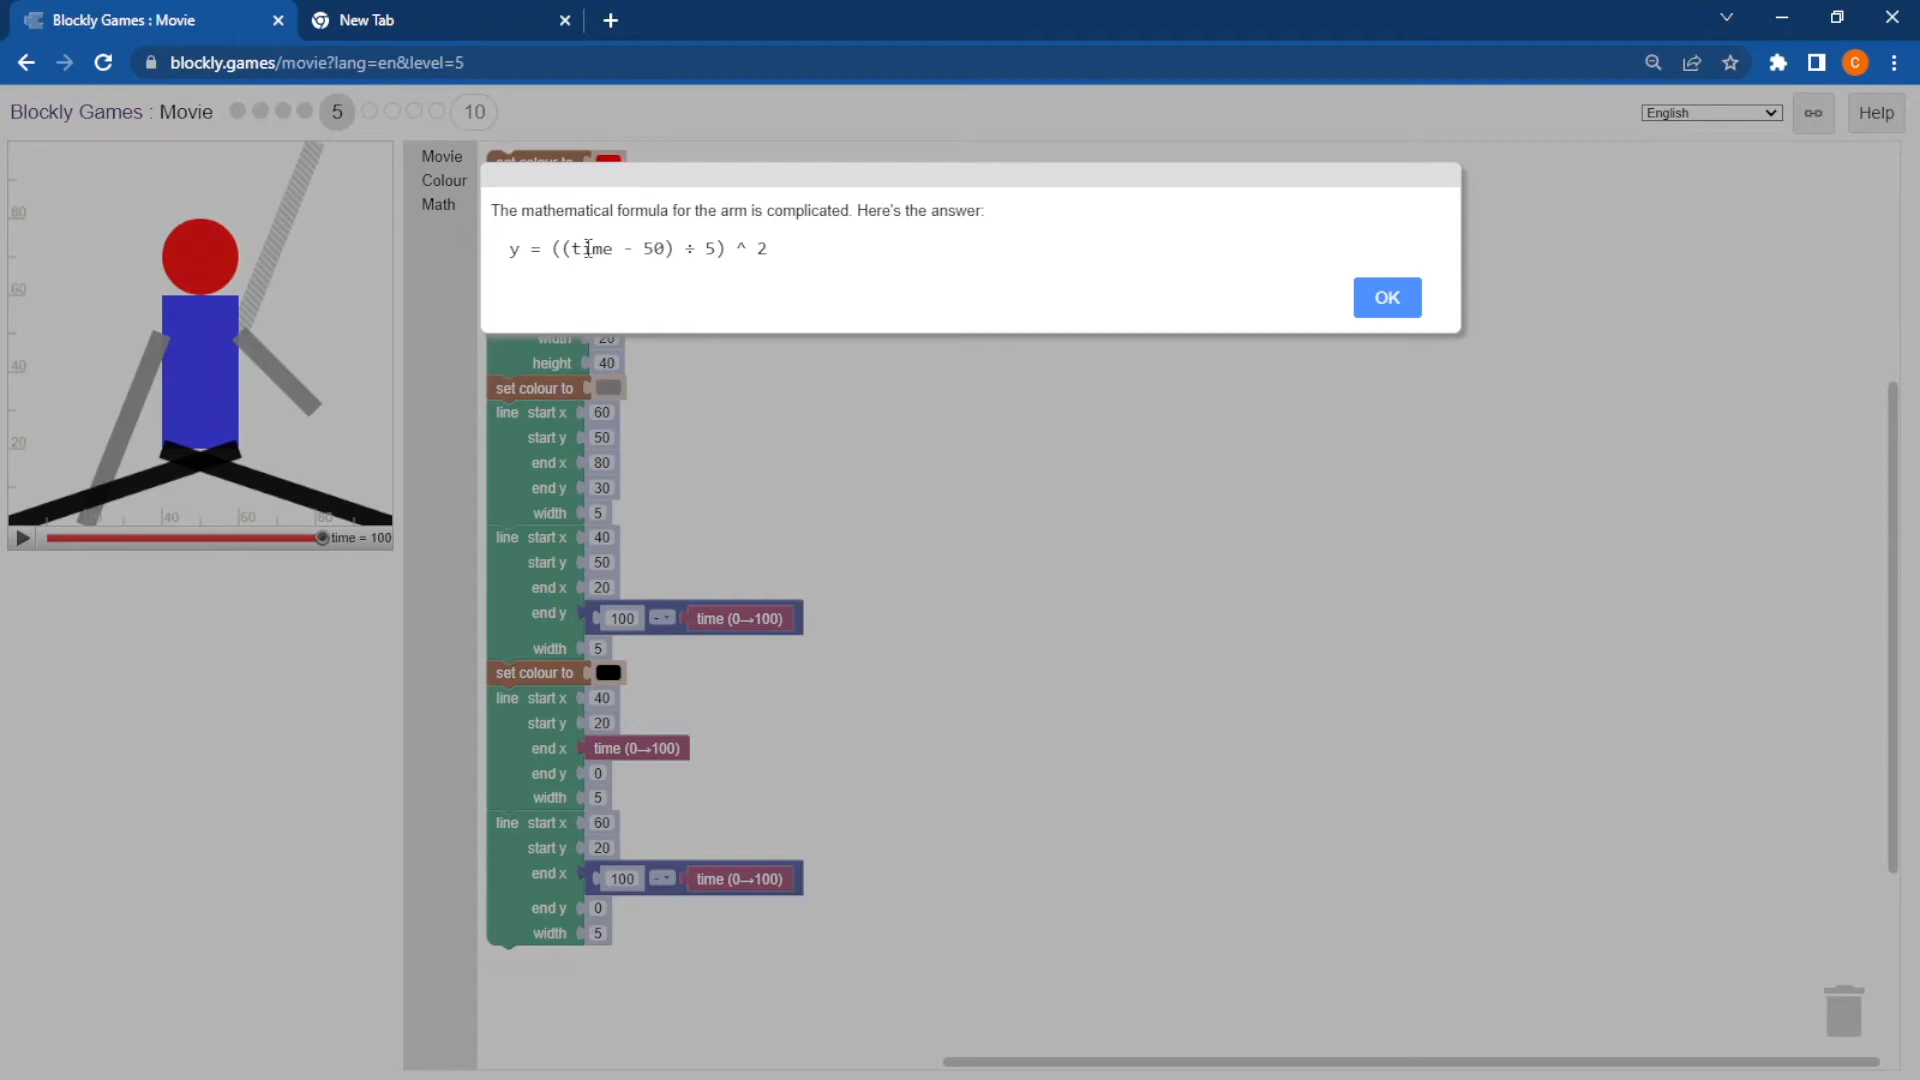 Blockly Games : Movie
New Tab
blockly.games/movie?lang=en&level=5
C
Blockly Games : Movie
5
10
English
Help
80
60
40
20
40
60
80
time = 100
Movie
Colour
Math
set colour to
The mathematical formula for the arm is complicated. Here's the answer:
y = ((time - 50) ÷ 5) ^ 2
OK
width 20
height 40
set colour to
line start x 60
start y 50
end x 80
end y 30
width 5
line start x 40
start y 50
end x 20
end y 100 - time (0→100)
width 5
set colour to
line start x 40
start y 20
end x time (0→100)
end y 0
width 5
line start x 60
start y 20
end x 100 - time (0→100)
end y 0
width 5